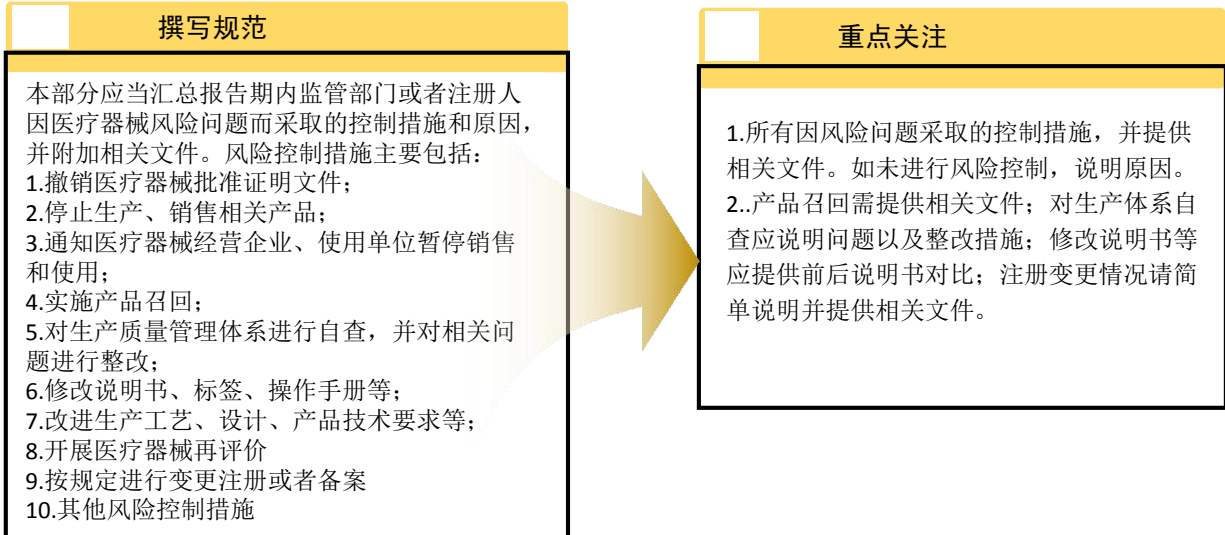 撰写规范
本部分应当汇总报告期内监管部门或者注册人
因医疗器械风险问题而采取的控制措施和原因，
并附加相关文件。风险控制措施主要包括：
1.撤销医疗器械批准证明文件；
2.停止生产、销售相关产品；
3.通知医疗器械经营企业、使用单位暂停销售
和使用；
4.实施产品召回；
5.对生产质量管理体系进行自查，并对相关问
题进行整改；
6.修改说明书、标签、操作手册等；
7.改进生产工艺、设计、产品技术要求等；
8.开展医疗器械再评价
9.按规定进行变更注册或者备案
10.其他风险控制措施
重点关注
1.所有因风险问题采取的控制措施，并提供
相关文件。如未进行风险控制，说明原因。
2..产品召回需提供相关文件；对生产体系自
查应说明问题以及整改措施；修改说明书等
应提供前后说明书对比；注册变更情况请简
单说明并提供相关文件。